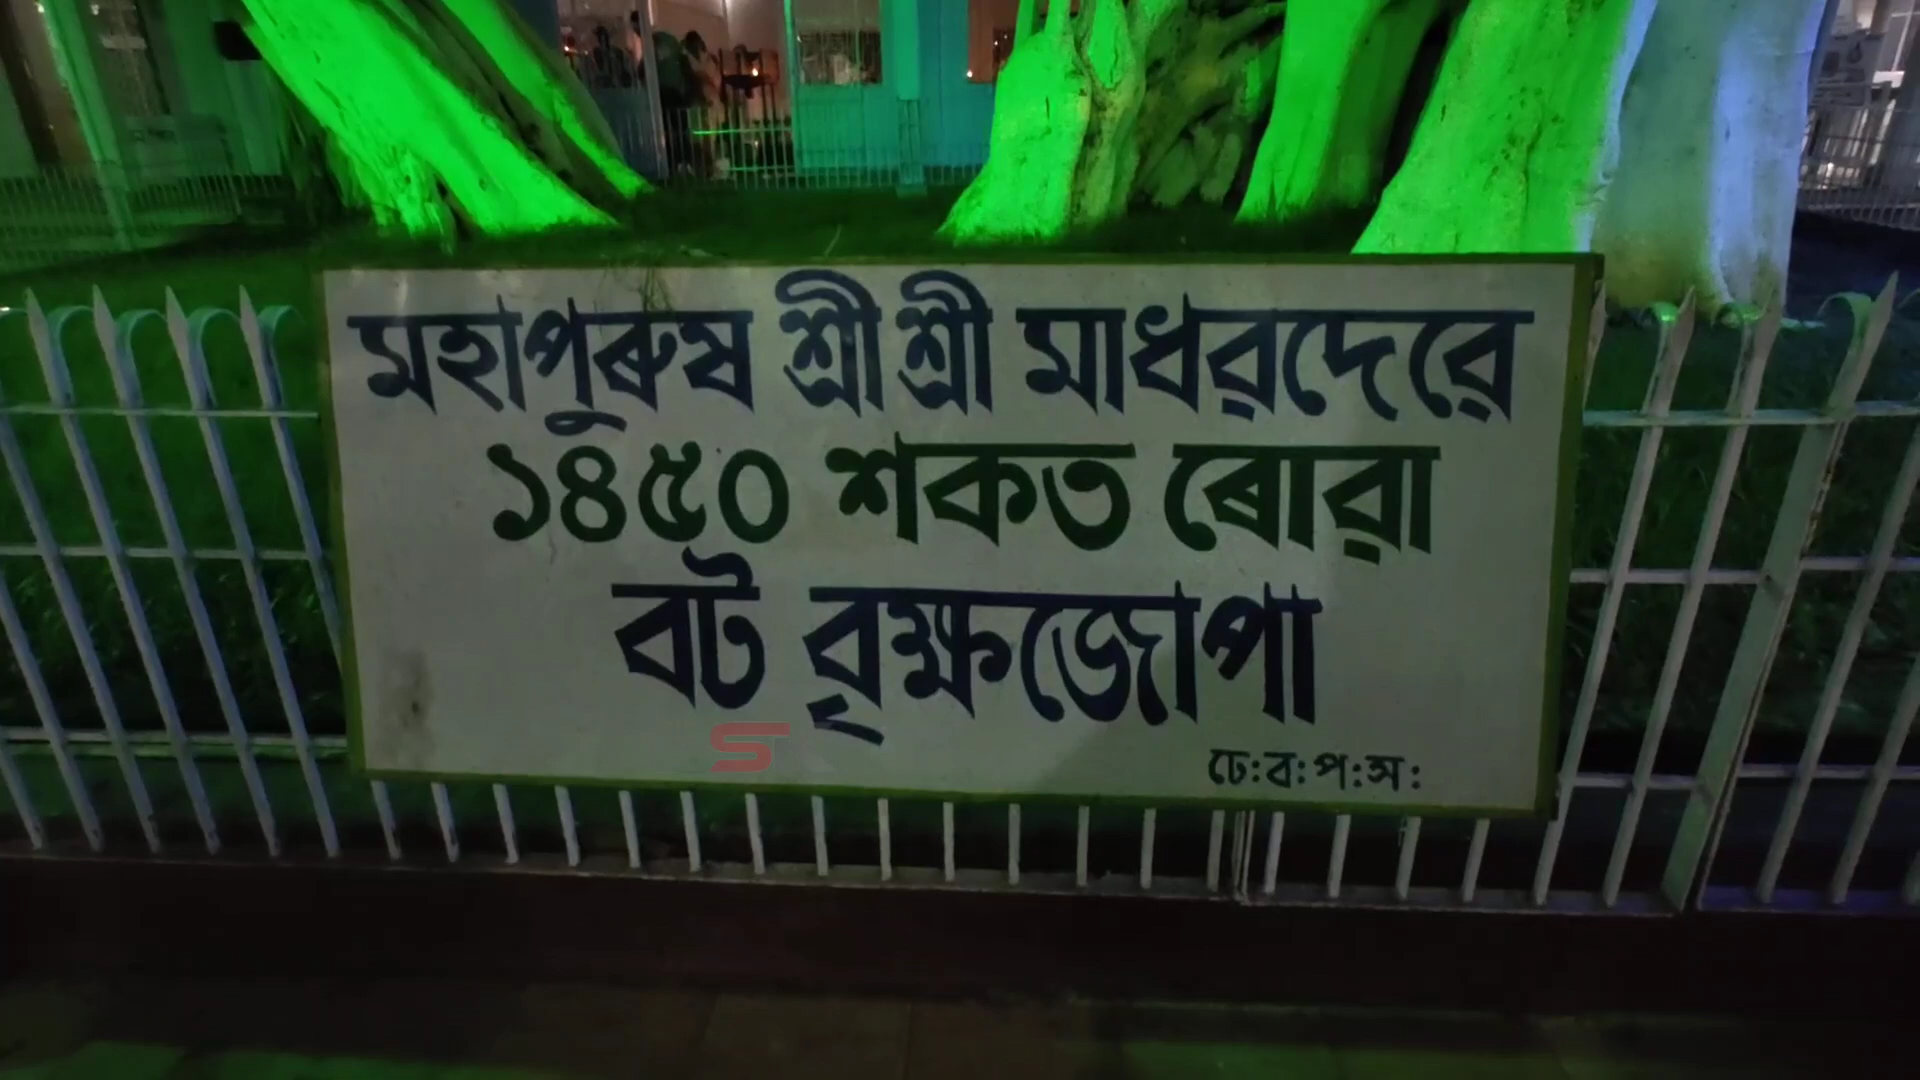 মহাপুৰুষ শ্ৰীশ্ৰী মাধৱদেৱে
১৪৫০ শকত ৰোৱা
বট বৃক্ষজোপা
ঢে:ব:প:স: